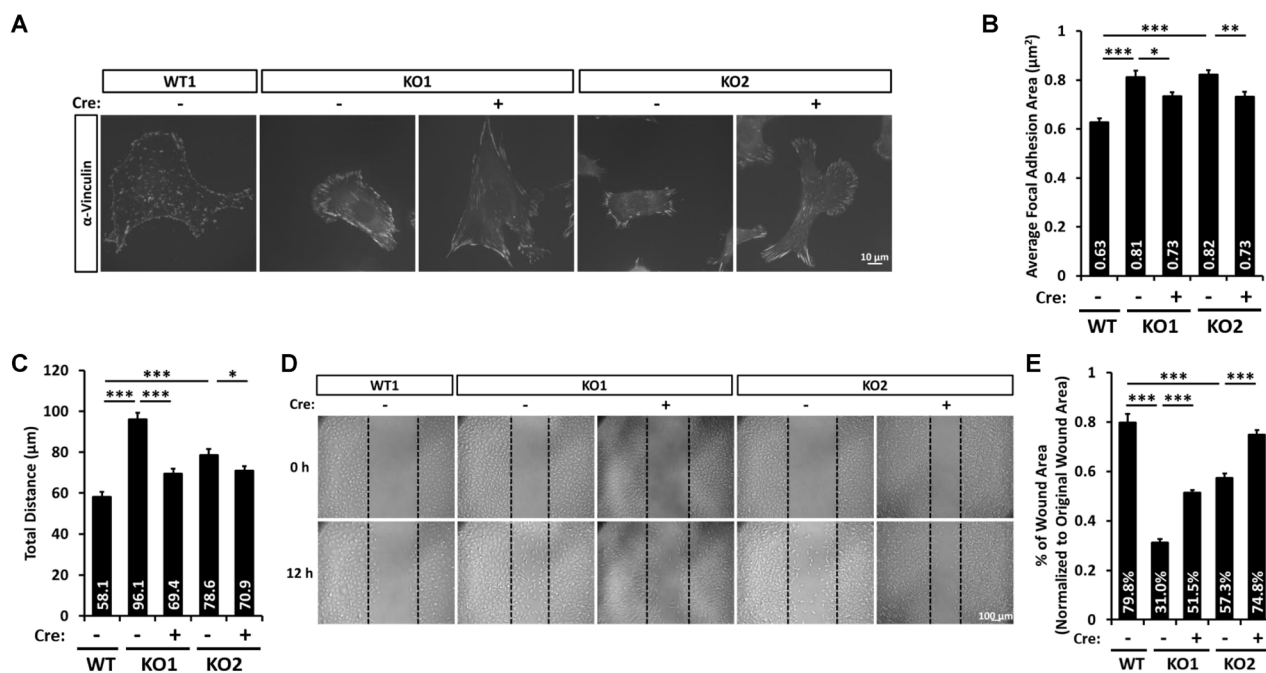 A
WT1 KO1 KO2
Cre: - - + - +
α-Vinculin
10 μm
B
Average Focal Adhesion Area (μm²)
1
0.8
0.6
0.4
0.2
0
0.63 0.81 0.73 0.82 0.73
*** *** * **
Cre: - - + - +
WT KO1 KO2
C
Total Distance (μm)
120
100
80
60
40
20
0
*** *** *** *
58.1 96.1 69.4 78.6 70.9
Cre: - - + - +
WT KO1 KO2
D
WT1 KO1 KO2
Cre: - - + - +
0 h
12 h
100 μm
E
% of Wound Area
(Normalized to Original Wound Area)
1
0.8
0.6
0.4
0.2
0
*** *** *** ***
79.8% 31.0% 51.5% 57.3% 74.8%
Cre: - - + - +
WT KO1 KO2